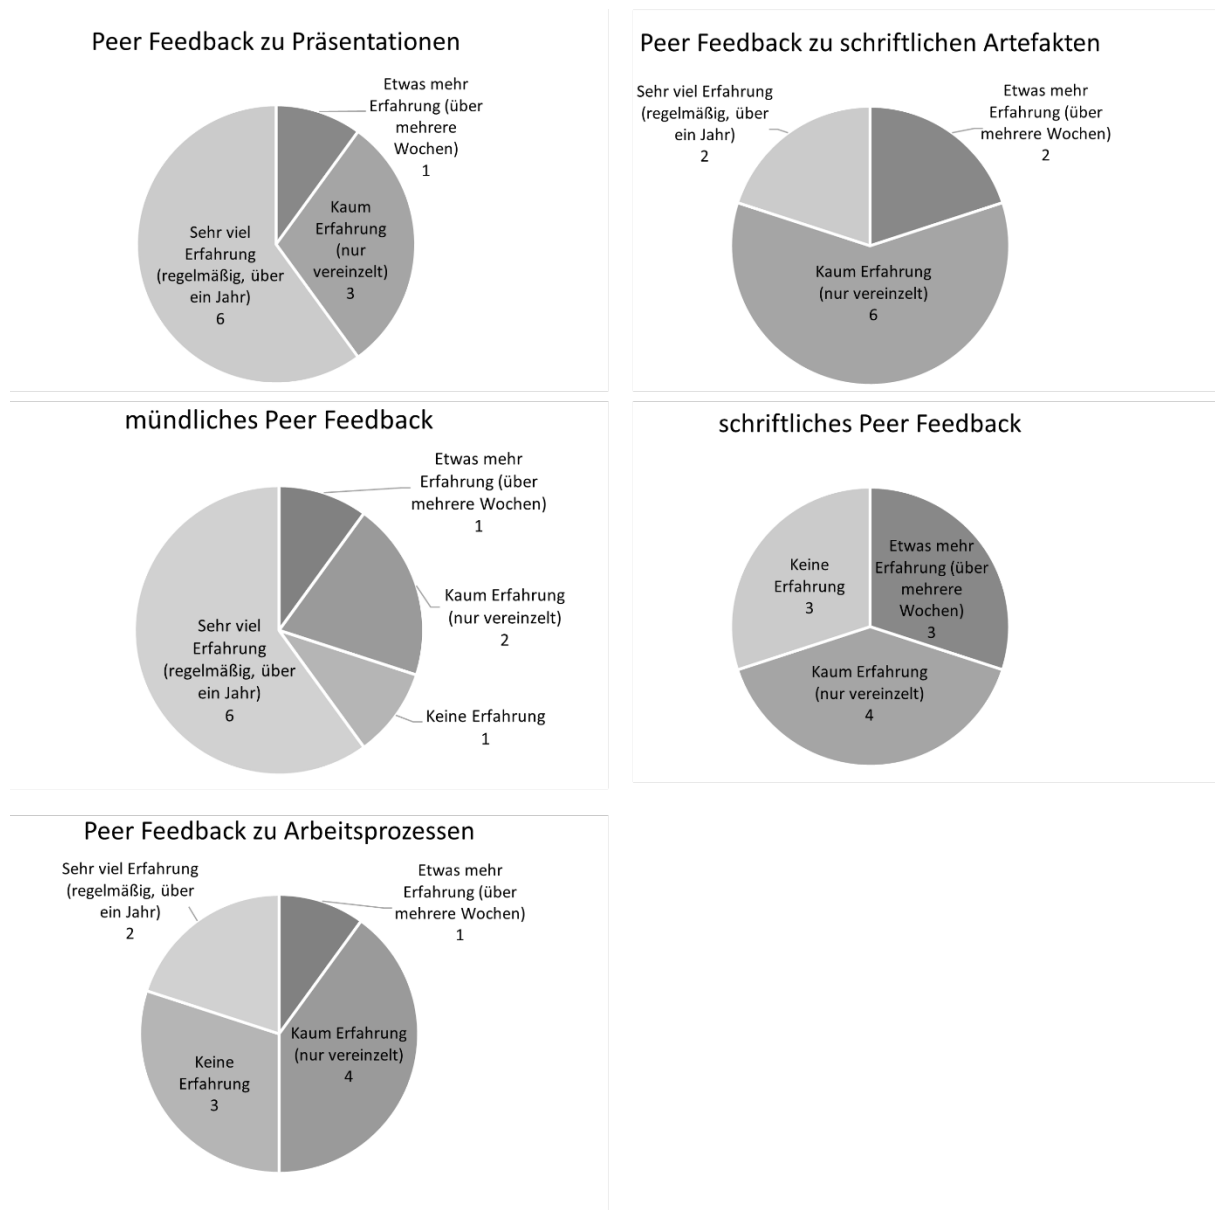 Peer Feedback zu Präsentationen
Etwas mehr
Erfahrung (über
mehrere
Wochen)
1
Kaum
Erfahrung
(nur
vereinzelt)
3
Sehr viel
Erfahrung
(regelmäßig, über
ein Jahr)
6
Peer Feedback zu schriftlichen Artefakten
Sehr viel Erfahrung
(regelmäßig, über
ein Jahr)
2
Etwas mehr
Erfahrung (über
mehrere Wochen)
2
Kaum Erfahrung
(nur vereinzelt)
6
mündliches Peer Feedback
Etwas mehr
Erfahrung (über
mehrere Wochen)
1
Kaum Erfahrung
(nur vereinzelt)
2
Sehr viel
Erfahrung
(regelmäßig, über
ein Jahr)
6
Keine Erfahrung
1
schriftliches Peer Feedback
Etwas mehr
Erfahrung (über
mehrere
Wochen)
3
Keine
Erfahrung
3
Kaum Erfahrung
(nur vereinzelt)
4
Peer Feedback zu Arbeitsprozessen
Sehr viel Erfahrung
(regelmäßig, über
ein Jahr)
2
Etwas mehr
Erfahrung (über
mehrere Wochen)
1
Kaum Erfahrung
(nur vereinzelt)
4
Keine
Erfahrung
3